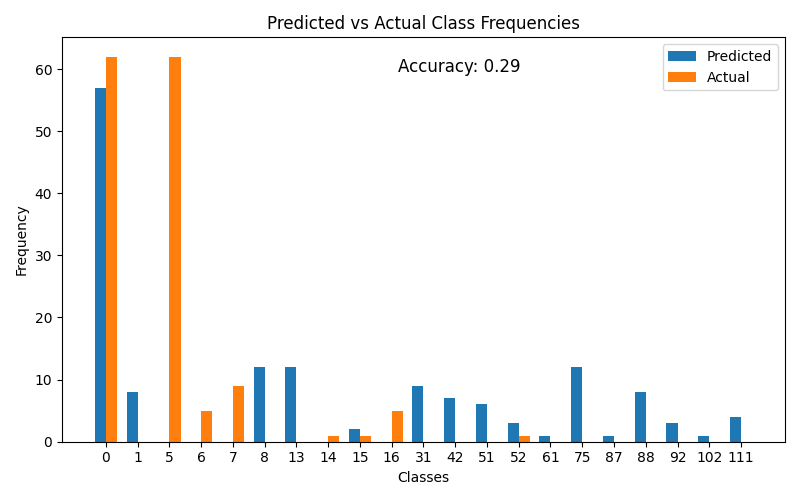 Predicted vs Actual Class Frequencies
Accuracy: 0.29
Predicted
Actual
Frequency
60
50
40
30
20
10
0
0 1 5 6 7 8 13 14 15 16 31 42 51 52 61 75 87 88 92 102 111
Classes